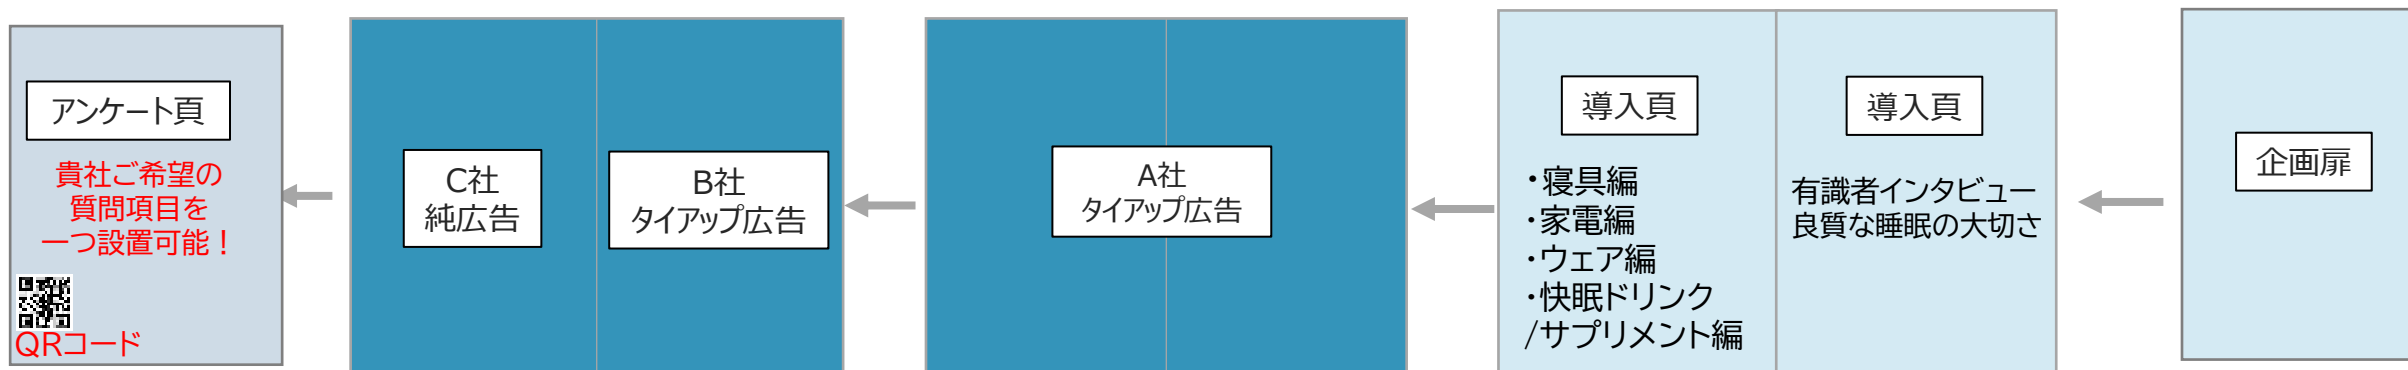 企画扉
導入頁
有識者インタビュー
良質な睡眠の大切さ
導入頁
・寝具編
・家電編
・ウェア編
・快眠ドリンク
/サプリメント編
A社
タイアップ広告
B社
タイアップ広告
C社
純広告
アンケート頁
貴社ご希望の
質問項目を
一つ設置可能！
QRコード